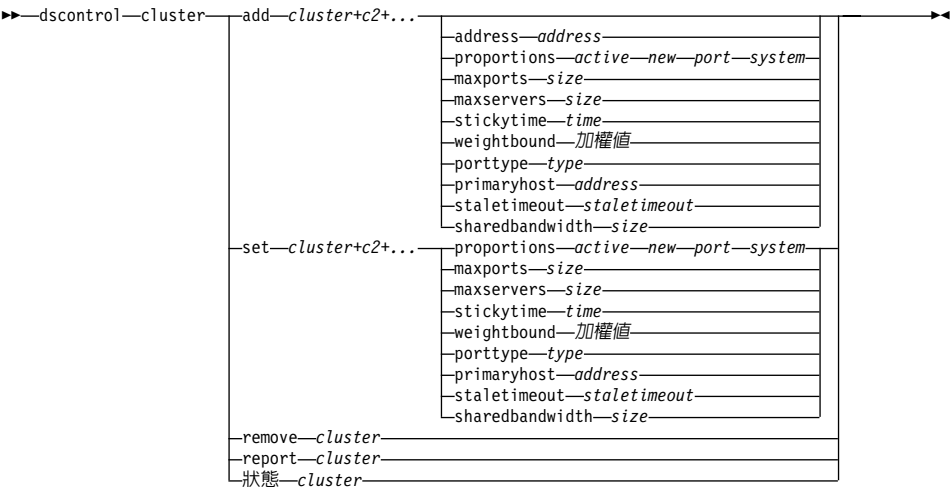 dscontrol cluster add cluster+c2+...
address address
proportions active new port system
maxports size
maxservers size
stickytime time
weightbound 加權值
porttype type
primaryhost address
staletimeout staletimeout
sharedbandwidth size
set cluster+c2+... proportions active new port system
maxports size
maxservers size
stickytime time
weightbound 加權值
porttype type
primaryhost address
staletimeout staletimeout
sharedbandwidth size
remove cluster
report cluster
狀態 cluster